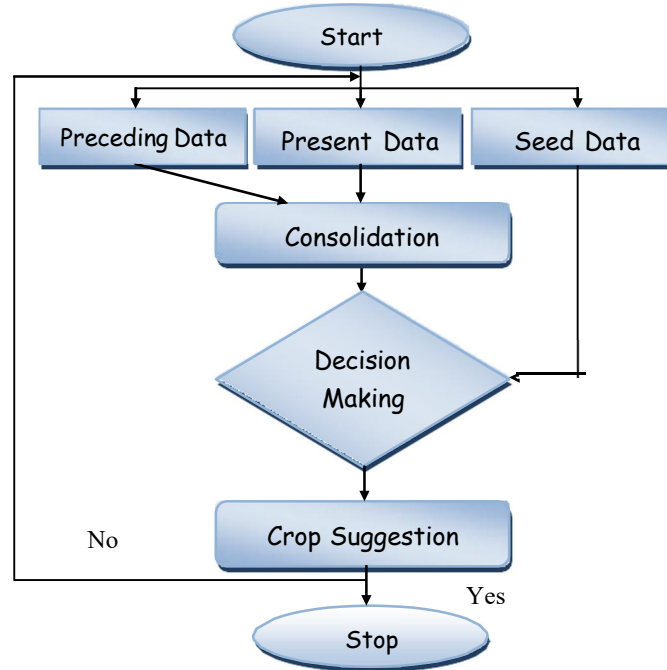 Start
Preceding Data
Present Data
Seed Data
Consolidation
Decision
Making
Crop Suggestion
No
Yes
Stop